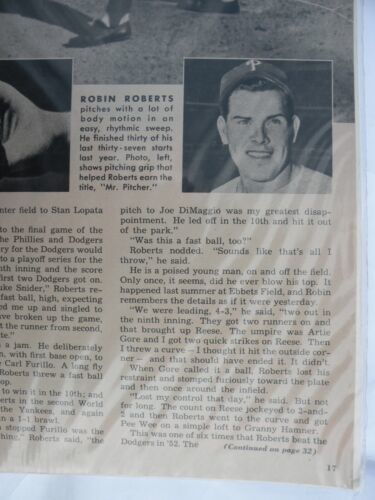 ROBIN ROBERTS
pitches with a lot of
body motion in an
easy, rhythmic sweep.
He finished thirty of his
last thirty-seven starts
last year. Photo, left,
shows pitching grip that
helped Roberts earn the
title, "Mr. Pitcher."
P
nter field to Stan Lopata
to the final game of the
the Phillies and Dodgers
ry for the Dodgers would
to a playoff series for the
nth inning and the score
first two Dodgers got on.
uke Snider," Roberts re-
fast ball, high, expecting
ed me up and singled to
ave broken up the game,
t the runner from second,
ate."
a jam. He deliberately
n, with first base open, to
Carl Furillo. A long fly
Roberts threw a fast ball
op.
to win it in the 10th; and
berts in the second World
the Yankees, and again
n a 1-1 brawl.
stopped Furillo was the
hing," Roberts said, "the
pitch to Joe DiMaggio was my greatest disap-
pointment. He led off in the 10th and hit it out
of the park."
"Was this a fast ball, too?"
Roberts nodded. "Sounds like that's all I
throw," he said.
He is a poised young man, on and off the field.
Only once, it seems, did he ever blow his top. It
happened last summer at Ebbets Field, and Robin
remembers the details as if it were yesterday.
"We were leading, 4-3," he said, "two out in
the ninth inning. They got two runners on and
that brought up Reese. The umpire was Artie
Gore and I got two quick strikes on Reese. Then
I threw a curve—I thought it hit the outside cor-
ner—and that should have ended it. It didn't.
When Gore called it a ball, Roberts lost his
restraint and stomped furiously toward the plate
and then once around the infield.
"Lost my control that day," he said. But not
for long. The count on Reese jockeyed to 2-and-
2 and then Roberts went to the curve and got
Pee Wee on a simple loft to Granny Hamner.
This was one of six times that Roberts beat the
Dodgers in '52. The
(Continued on page 32)
17